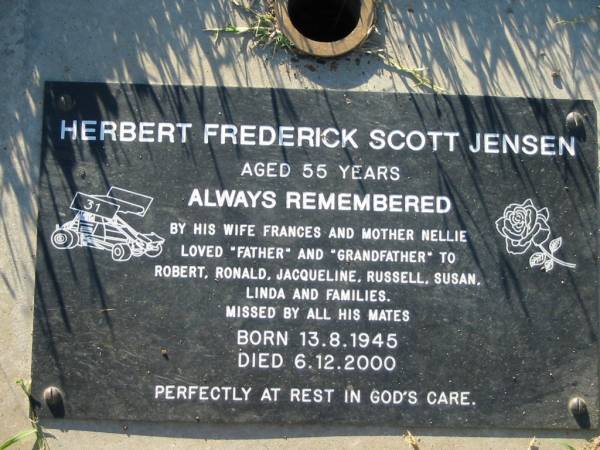 HERBERT FREDERICK SCOTT JENSEN
AGED 55 YEARS
ALWAYS REMEMBERED
31
BY HIS WIFE FRANCES AND MOTHER NELLIE
LOVED "FATHER" AND "GRANDFATHER" TO
ROBERT, RONALD, JACQUELINE, RUSSELL, SUSAN,
LINDA AND FAMILIES.
MISSED BY ALL HIS MATES
BORN 13.8.1945
DIED 6.12.2000
PERFECTLY AT REST IN GOD'S CARE.